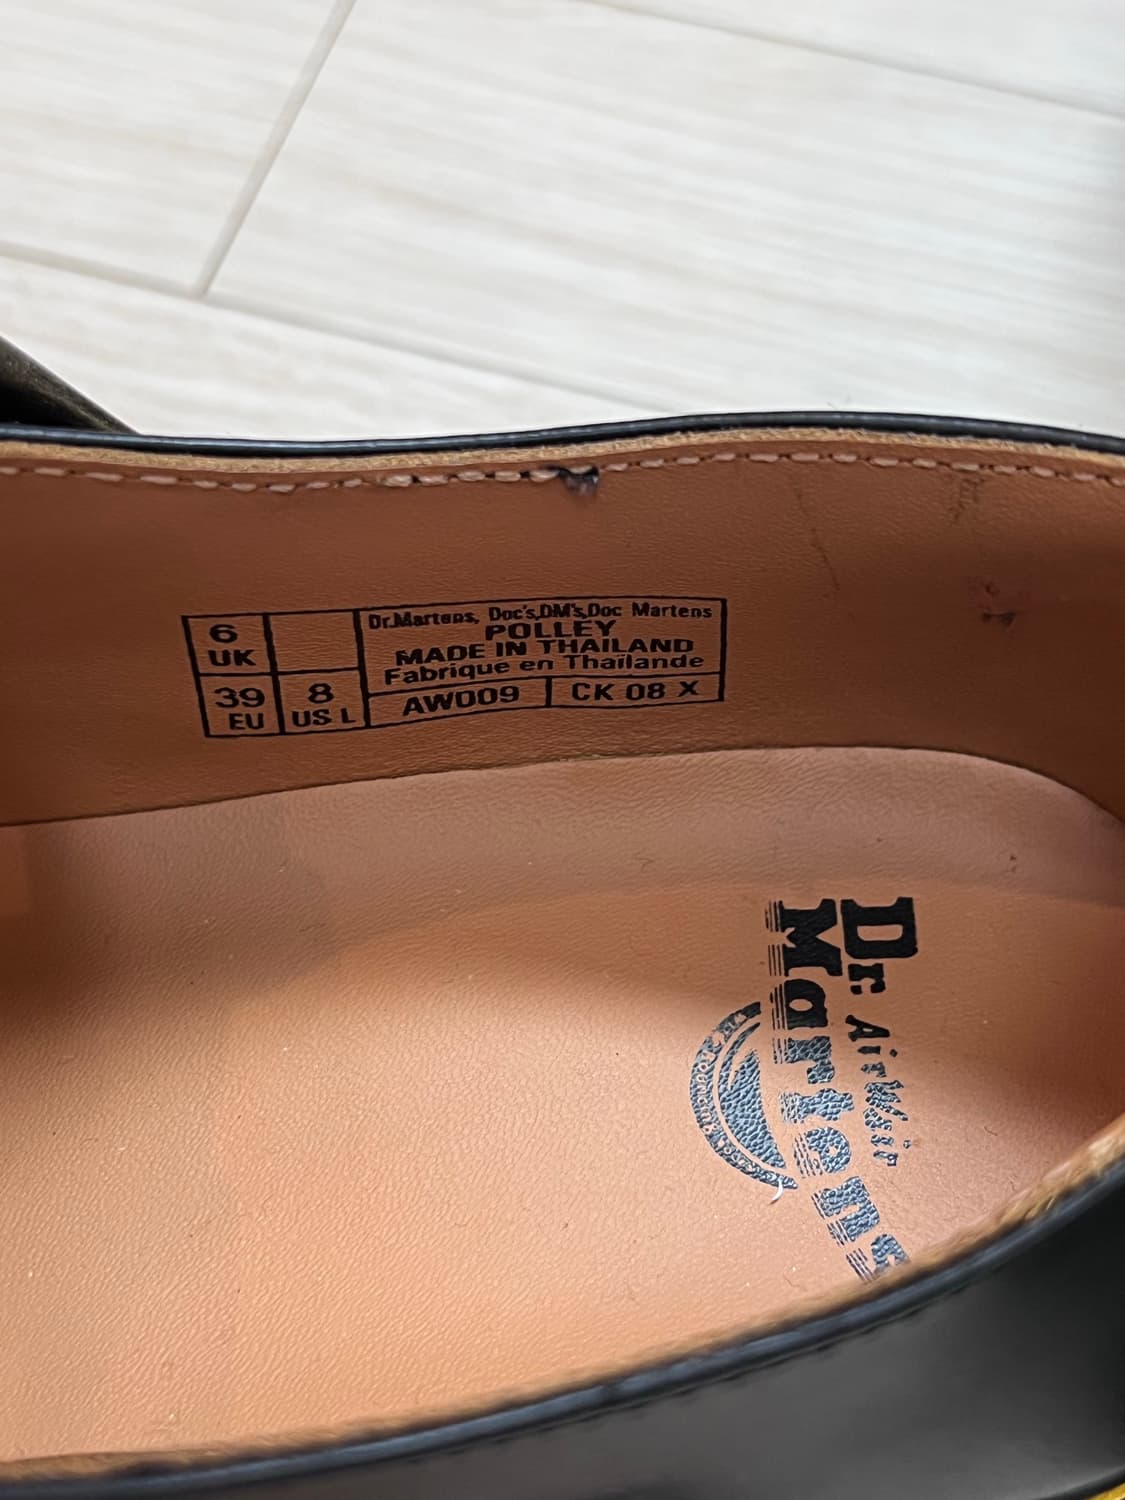 6
UK
39
EU
8
US L
Dr.Martens, Doc's,DM's,Doc Martens
POLLEY
MADE IN THAILAND
Fabrique en Thaïlande
AW009
CK 08 X
Dr. AirWair
Martens